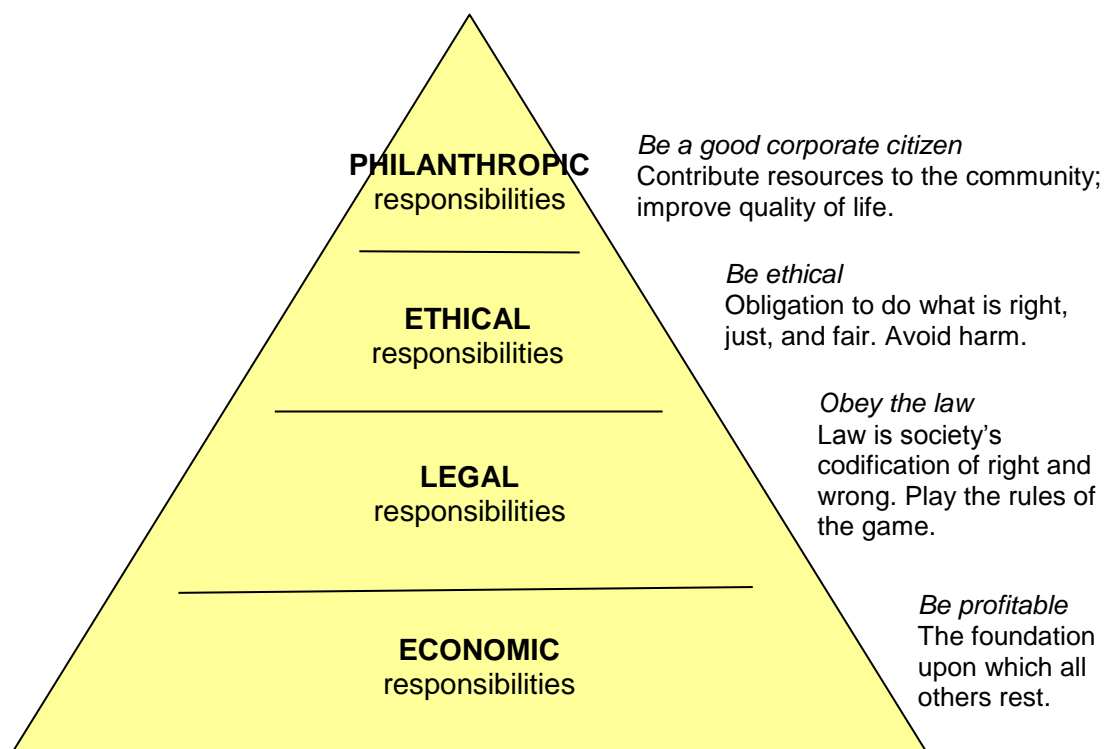 PHILANTHROPIC
responsibilities
Be a good corporate citizen
Contribute resources to the community;
improve quality of life.
ETHICAL
responsibilities
Be ethical
Obligation to do what is right,
just, and fair. Avoid harm.
LEGAL
responsibilities
Obey the law
Law is society’s
codification of right and
wrong. Play the rules of
the game.
ECONOMIC
responsibilities
Be profitable
The foundation
upon which all
others rest.